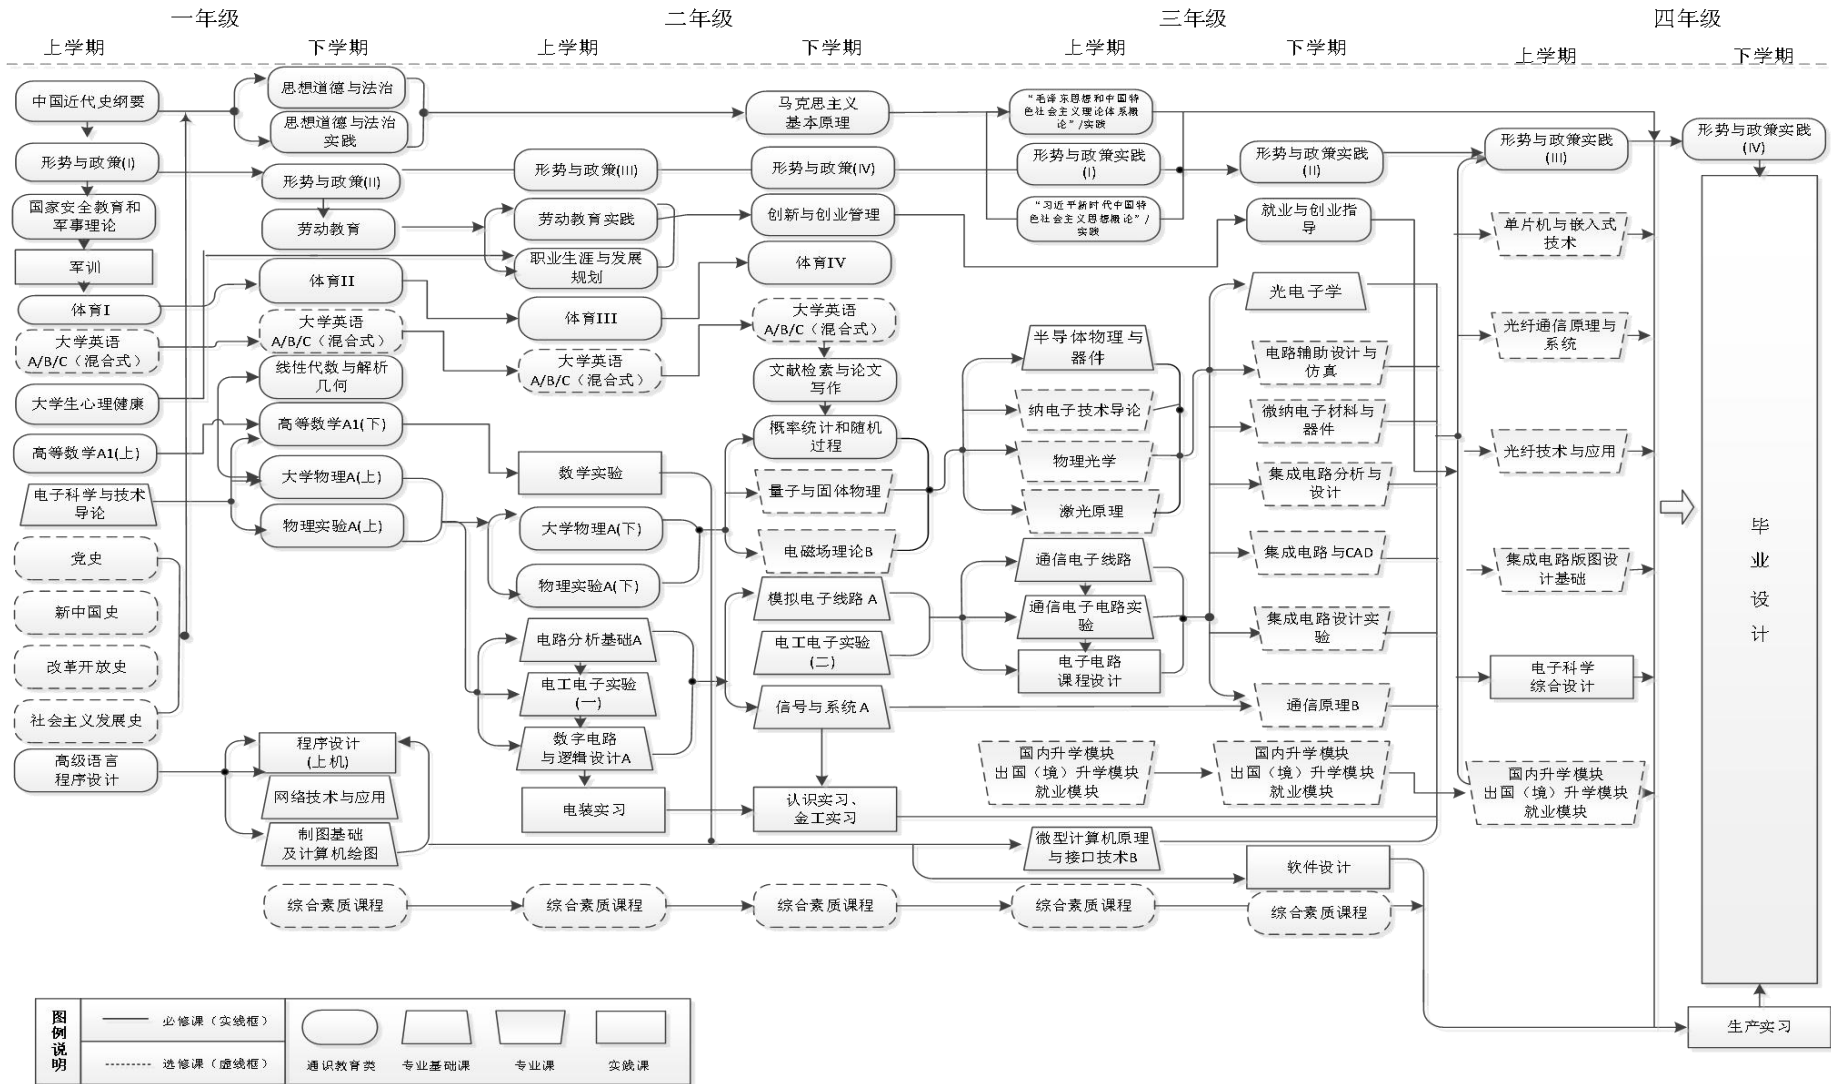 一年级
二年级
三年级
四年级
上学期
下学期
上学期
下学期
上学期
下学期
上学期
下学期
中国近代史纲要
形势与政策(I)
国家安全教育和
军事理论
军训
体育I
大学英语
A/B/C（混合式）
大学生心理健康
高等数学A1(上)
电子科学与技术
导论
党史
新中国史
改革开放史
社会主义发展史
高级语言
程序设计
思想道德与法治
思想道德与法治
实践
形势与政策(II)
劳动教育
体育II
大学英语
A/B/C（混合式）
线性代数与解析
几何
高等数学A1(下)
大学物理A(上)
物理实验A(上)
程序设计
(上机)
网络技术与应用
制图基础
及计算机绘图
综合素质课程
形势与政策(III)
劳动教育实践
职业生涯与发展
规划
体育III
大学英语
A/B/C（混合式）
数学实验
大学物理A(下)
物理实验A(下)
电路分析基础A
电工电子实验
(一)
数字电路
与逻辑设计A
电装实习
综合素质课程
马克思主义
基本原理
形势与政策(IV)
创新与创业管理
体育IV
大学英语
A/B/C（混合式）
文献检索与论文
写作
概率统计和随机
过程
量子与固体物理
电磁场理论B
模拟电子线路 A
电工电子实验
(二)
信号与系统A
认识实习、
金工实习
综合素质课程
“毛泽东思想和中国特
色社会主义理论体系概
论”/实践
形势与政策实践
(I)
“习近平新时代中国特
色社会主义思想概论”/
实践
半导体物理与
器件
纳电子技术导论
物理光学
激光原理
通信电子线路
通信电子电路实
验
电子电路
课程设计
国内升学模块
出国（境）升学模块
就业模块
微型计算机原理
与接口技术B
综合素质课程
形势与政策实践
(II)
就业与创业指
导
光电子学
电路辅助设计与
仿真
微纳电子材料与
器件
集成电路分析与
设计
集成电路与CAD
集成电路设计实
验
通信原理B
国内升学模块
出国（境）升学模块
就业模块
软件设计
综合素质课程
形势与政策实践
(III)
单片机与嵌入式
技术
光纤通信原理与
系统
光纤技术与应用
集成电路版图设
计基础
电子科学
综合设计
国内升学模块
出国（境）升学模块
就业模块
形势与政策实践
(IV)
毕
业
设
计
生产实习
图
例
说
明
必修课（实线框）
选修课（虚线框）
通识教育类
专业基础课
专业课
实践课